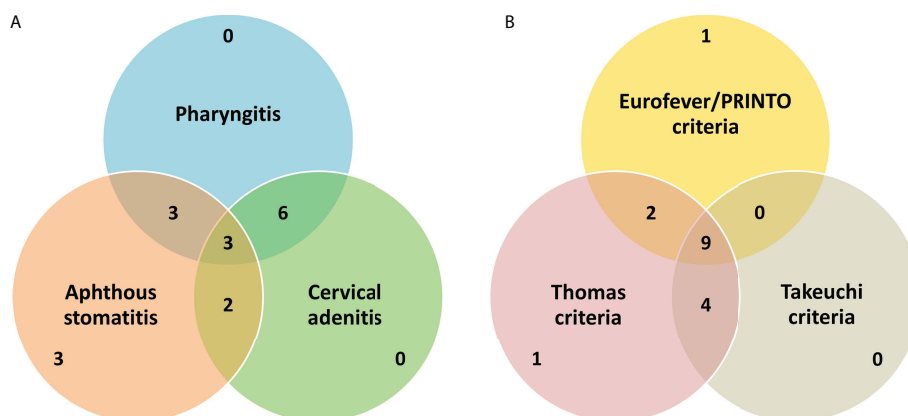 A
0
Pharyngitis
3
6
3
Aphthous
stomatitis
2
Cervical
adenitis
3
0
B
1
Eurofever/PRINTO
criteria
2
0
9
Thomas
criteria
4
Takeuchi
criteria
1
0